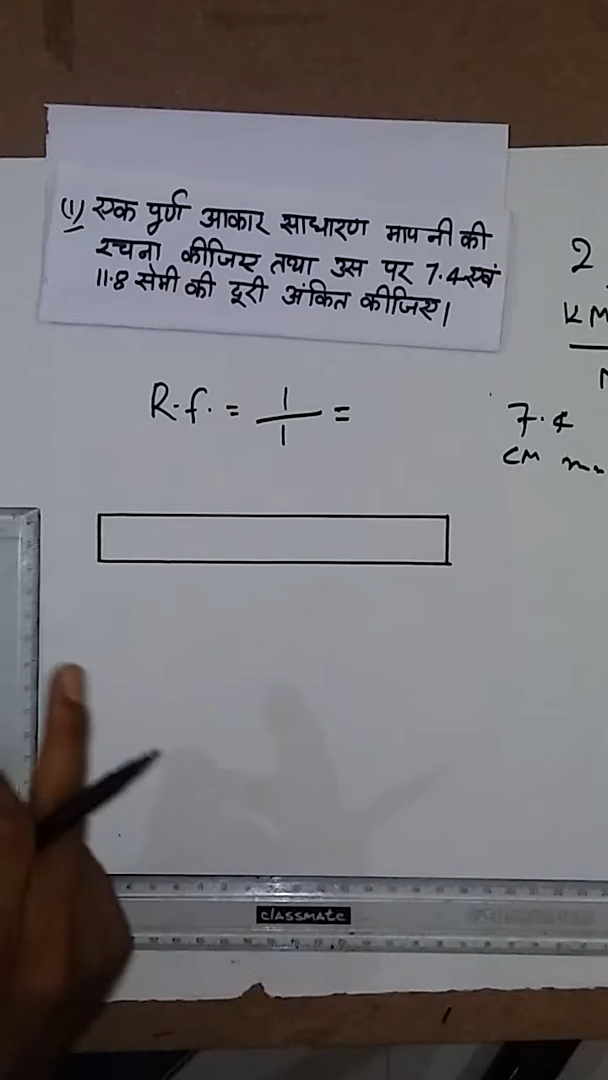 (1) एक पूर्ण आकार साधारण मापनी की
रचना कीजिए तथा उस पर 7.4 एवं
11.8 सेमी की दूरी अंकित कीजिए।
R.f. = 1/1 =
2
KM
7.4
CM
classmate